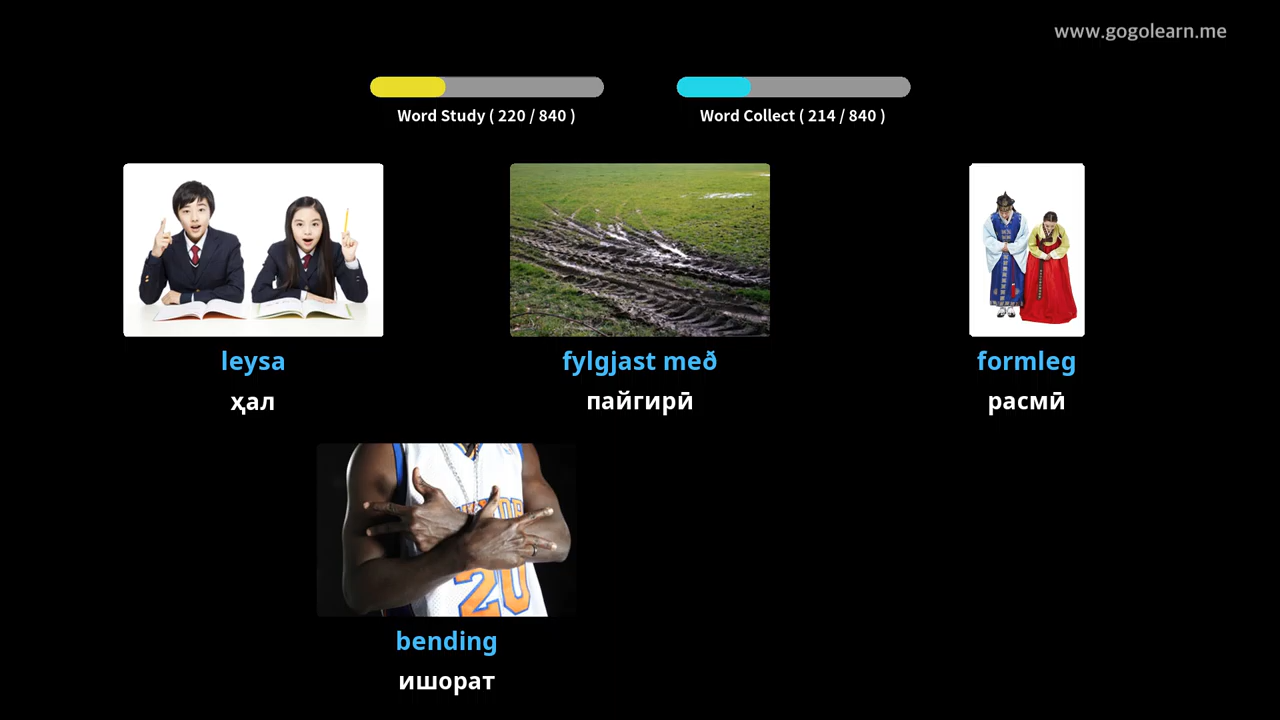 www.gogolearn.me
Word Study ( 220 / 840 )
Word Collect ( 214 / 840 )
leysa
ҳал
fylgjast með
пайгирӣ
formleg
расмӣ
20
bending
ишорат